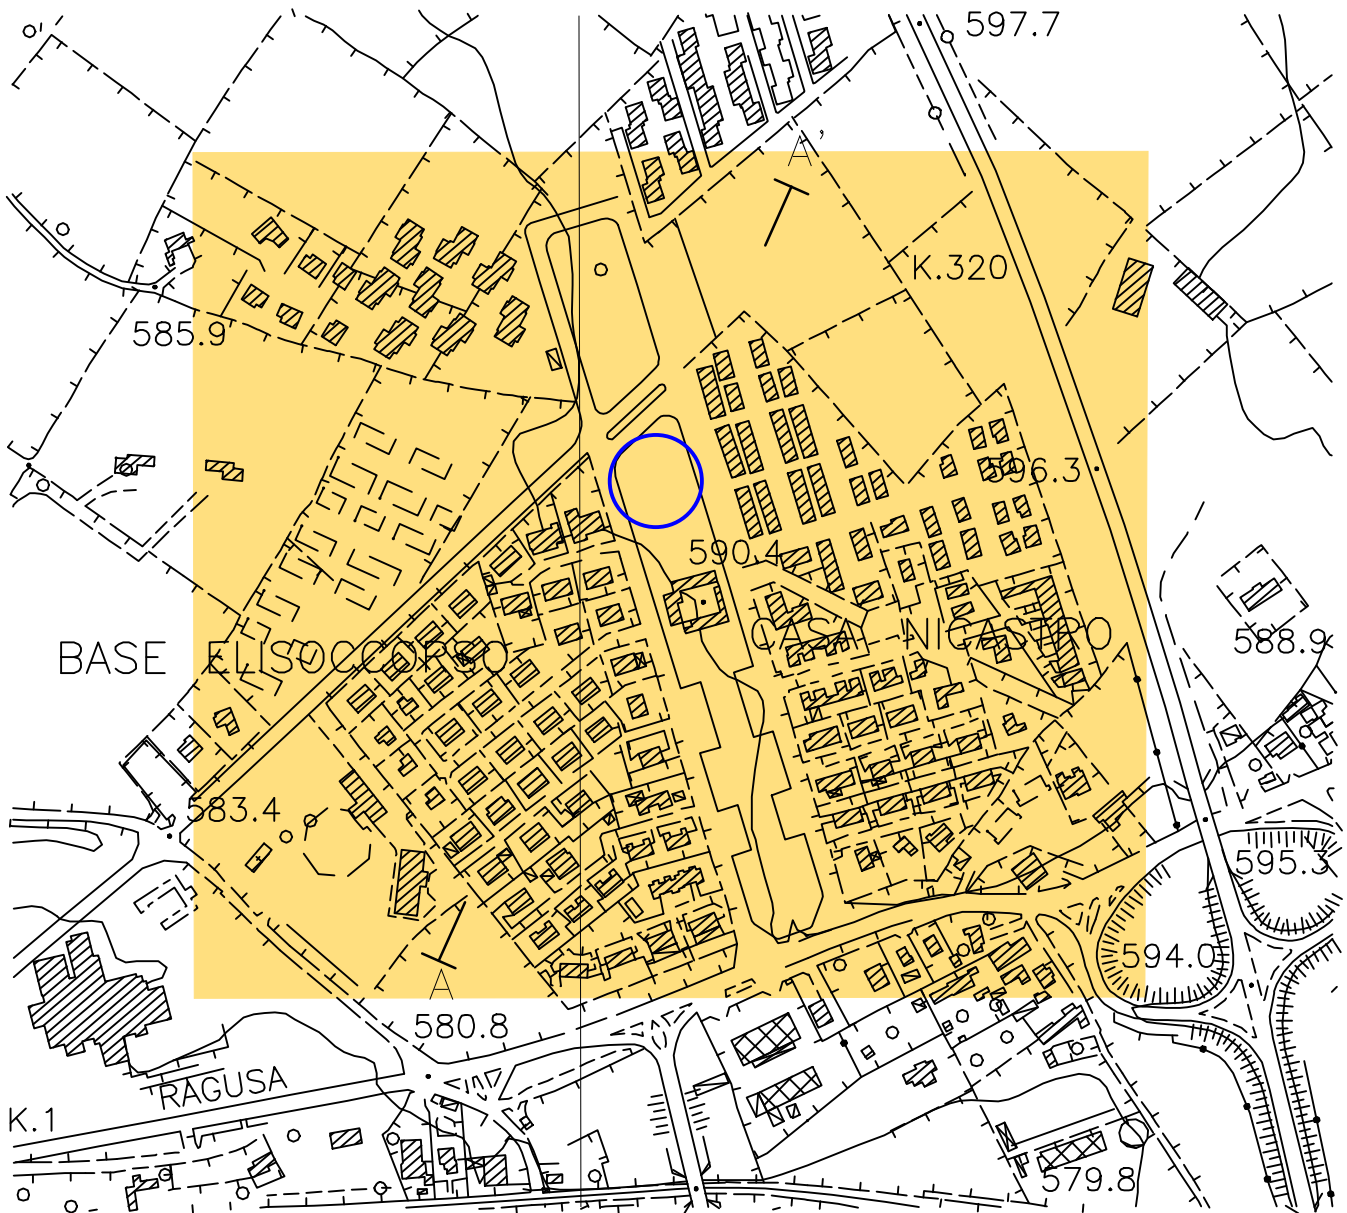 597.7
A'
K.320
585.9
596.3
590.4
BASE ELISOCCORSO
CASA NICASTRO
588.9
583.4
595.3
594.0
A
580.8
RAGUSA
K.1
579.8